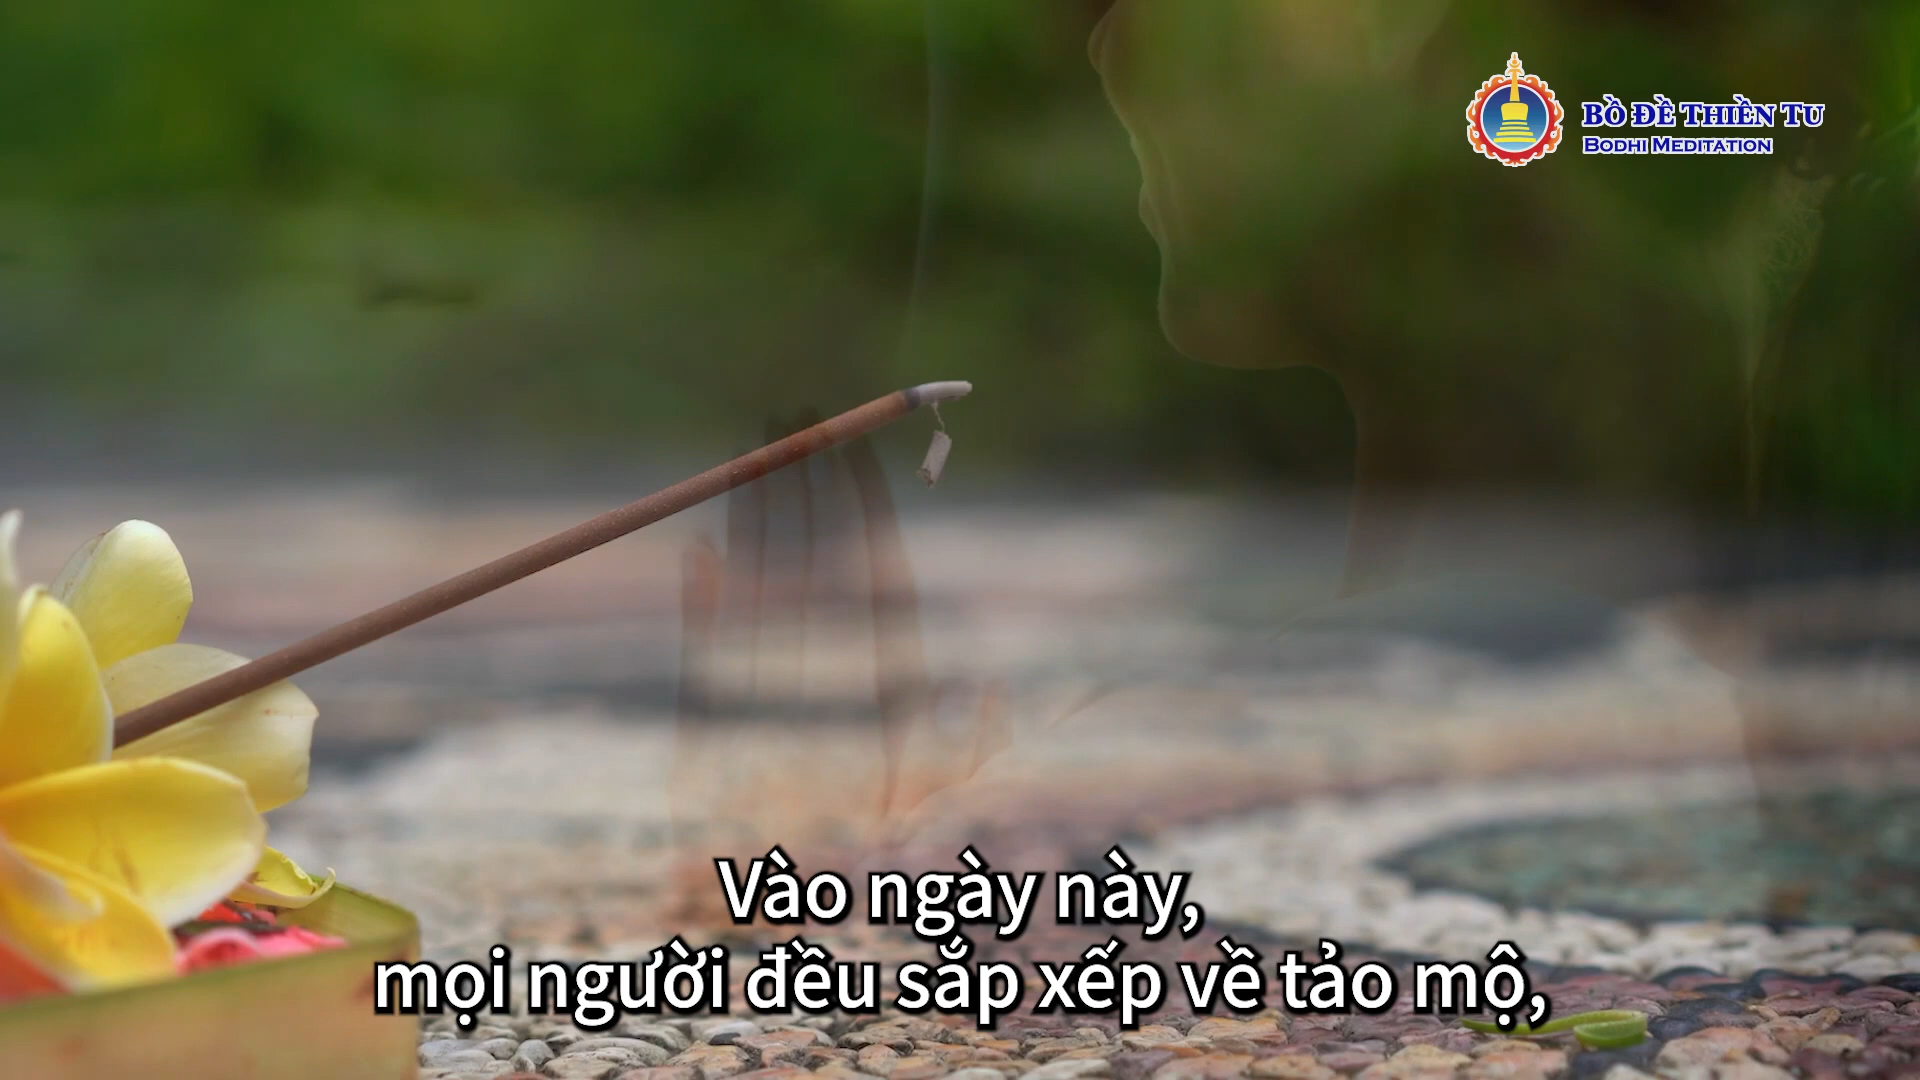 BỒ ĐỀ THIỀN TU
BODHI MEDITATION
Vào ngày này,
mọi người đều sắp xếp về tảo mộ,